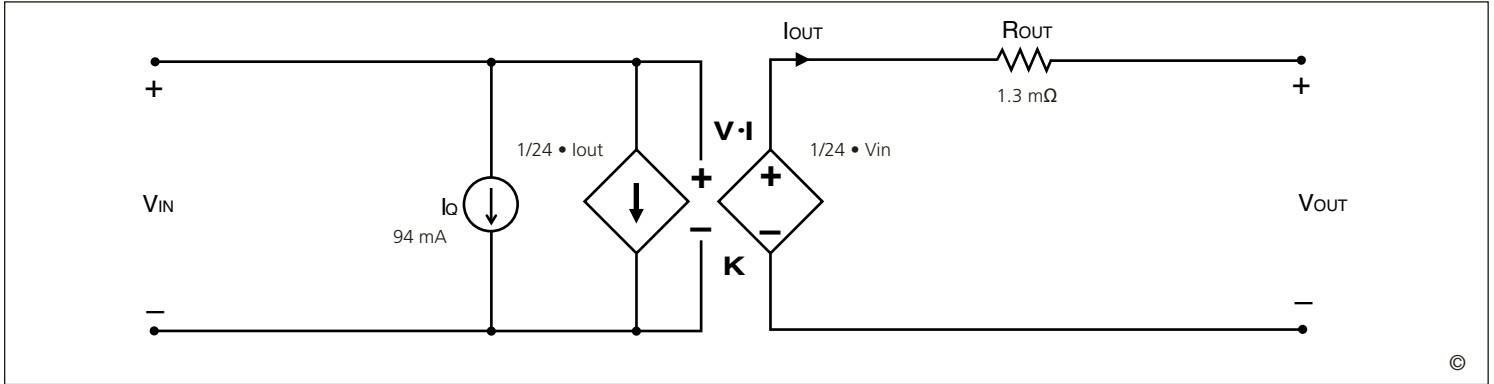 IOUT
ROUT
+
+
1.3 mΩ
V·I
1/24 • Iout
1/24 • Vin
+
+
VIN
IQ
VOUT
94 mA
–
–
K
–
–
©